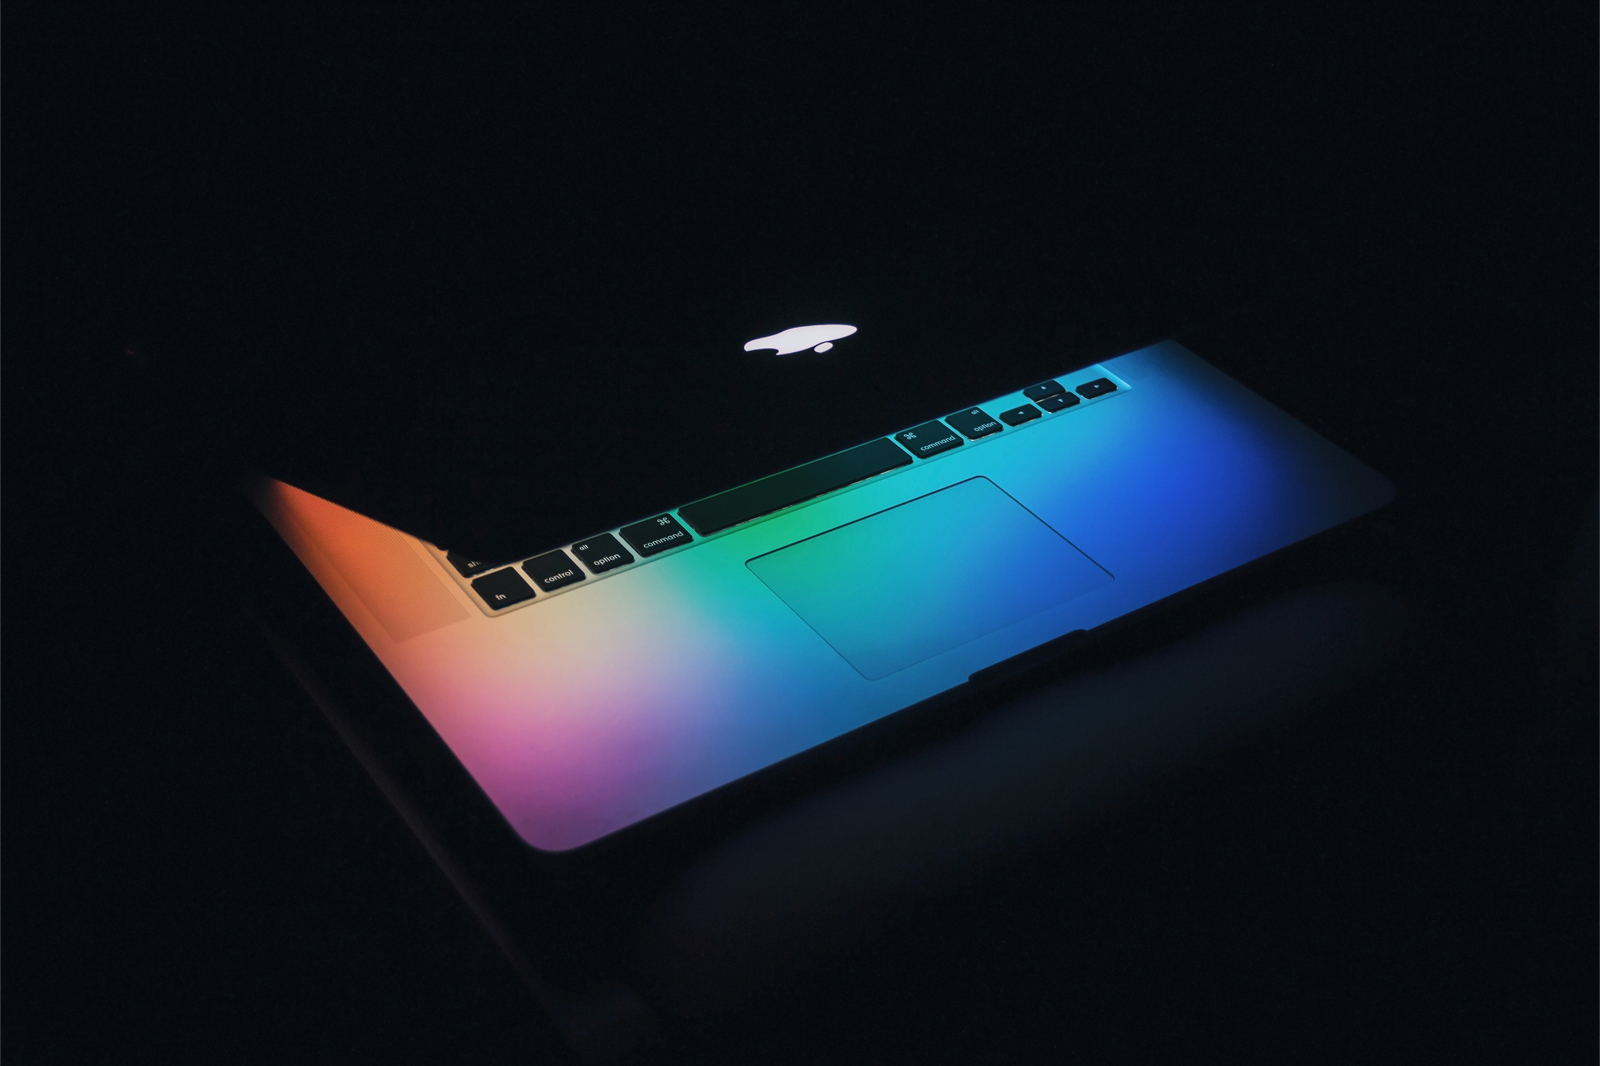 fn
control
alt
option
⌘
command
⌘
command
alt
option